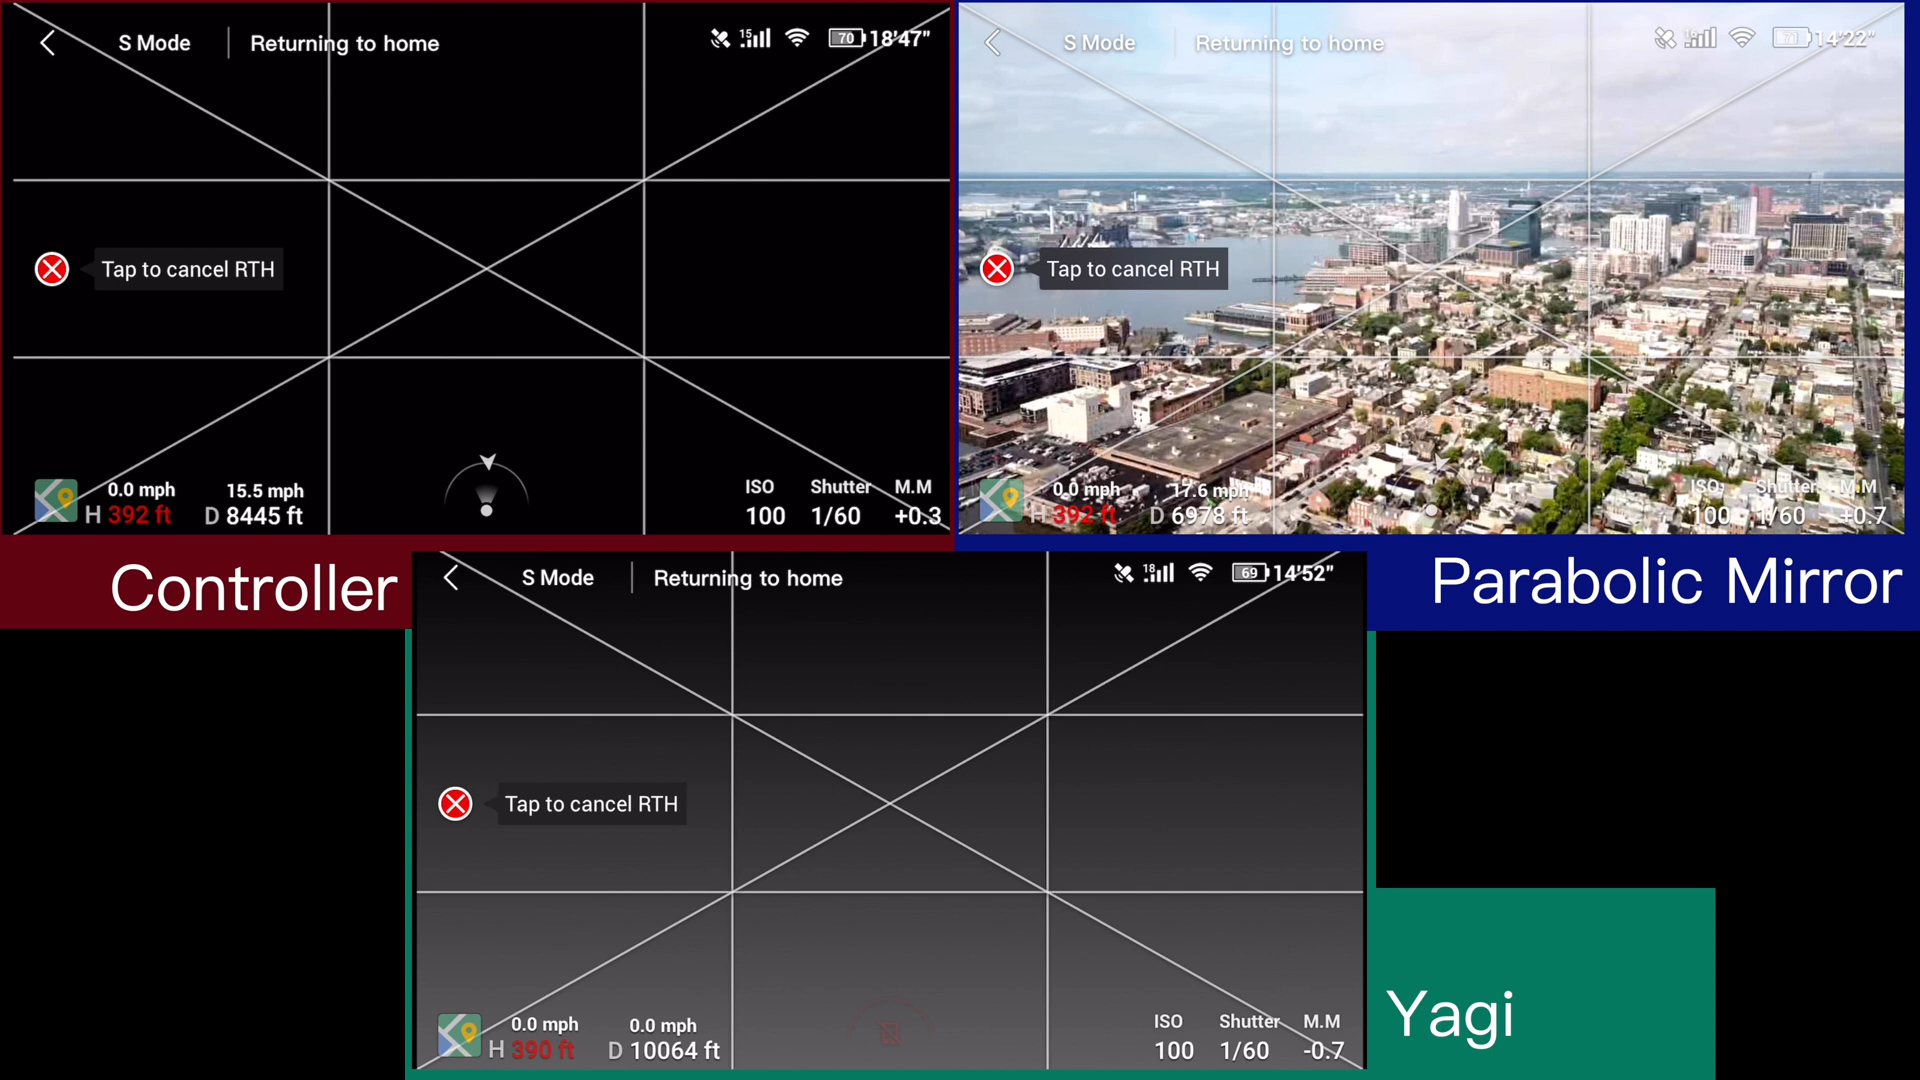 S Mode Returning to home 15 70 18'47"
Tap to cancel RTH
0.0 mph 15.5 mph
H 392 ft D 8445 ft
ISO Shutter M.M
100 1/60 +0.3
Controller
S Mode Returning to home 14'22"
Tap to cancel RTH
0.0 mph 17.6 mph
H 392 ft D 6978 ft
ISO Shutter M.M
100 1/60 +0.7
Parabolic Mirror
S Mode Returning to home 18 69 14'52"
Tap to cancel RTH
0.0 mph 0.0 mph
H 390 ft D 10064 ft
ISO Shutter M.M
100 1/60 -0.7
Yagi